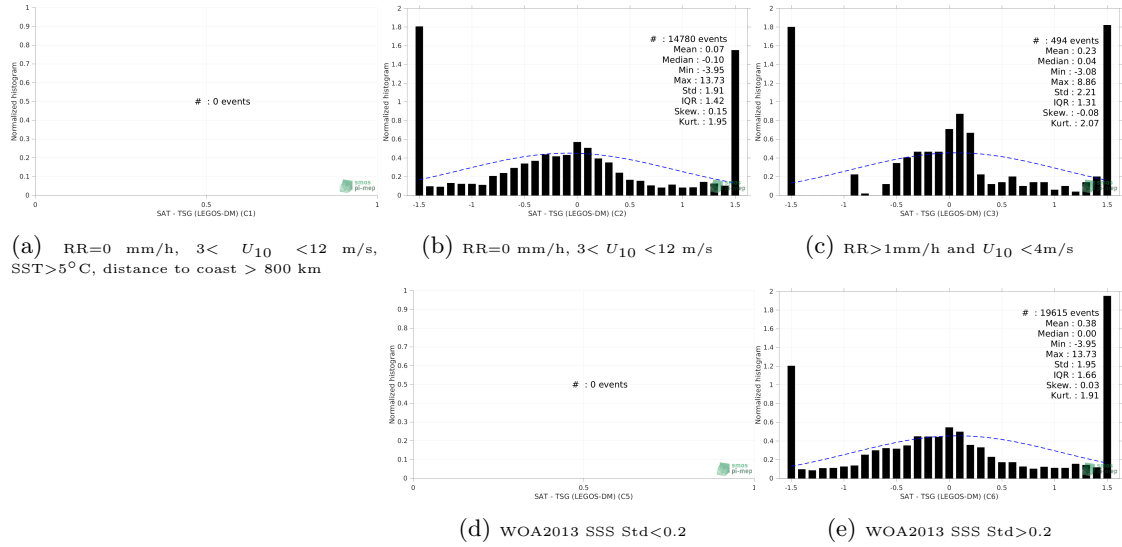 1
0.9
0.8
0.7
0.6
0.5
0.4
0.3
0.2
0.1
0
Normalized histogram
# : 0 events
smos
pi-mep
0.5
1
SAT - TSG (LEGOS-DM) (C1)
(a) RR=0 mm/h, 3< U10 <12 m/s,
SST>5°C, distance to coast > 800 km
2
1.8
1.6
1.4
1.2
1
0.8
0.6
0.4
0.2
0
Normalized histogram
# : 14780 events
Mean : 0.07
Median : -0.10
Min : -3.95
Max : 13.73
Std : 1.91
IQR : 1.42
Skew. : 0.15
Kurt. : 1.95
smos
pi-mep
-1.5 -1 -0.5 0 0.5 1 1.5
SAT - TSG (LEGOS-DM) (C2)
(b) RR=0 mm/h, 3< U10 <12 m/s
2
1.8
1.6
1.4
1.2
1
0.8
0.6
0.4
0.2
0
Normalized histogram
# : 494 events
Mean : 0.23
Median : 0.04
Min : -3.08
Max : 8.86
Std : 2.21
IQR : 1.31
Skew. : -0.08
Kurt. : 2.07
smos
pi-mep
-1.5 -1 -0.5 0 0.5 1 1.5
SAT - TSG (LEGOS-DM) (C3)
(c) RR>1mm/h and U10 <4m/s
1
0.9
0.8
0.7
0.6
0.5
0.4
0.3
0.2
0.1
0
Normalized histogram
# : 0 events
smos
pi-mep
0.5
1
SAT - TSG (LEGOS-DM) (C5)
(d) WOA2013 SSS Std<0.2
2
1.8
1.6
1.4
1.2
1
0.8
0.6
0.4
0.2
0
Normalized histogram
# : 19615 events
Mean : 0.38
Median : 0.00
Min : -3.95
Max : 13.73
Std : 1.95
IQR : 1.66
Skew. : 0.03
Kurt. : 1.91
smos
pi-mep
-1.5 -1 -0.5 0 0.5 1 1.5
SAT - TSG (LEGOS-DM) (C6)
(e) WOA2013 SSS Std>0.2